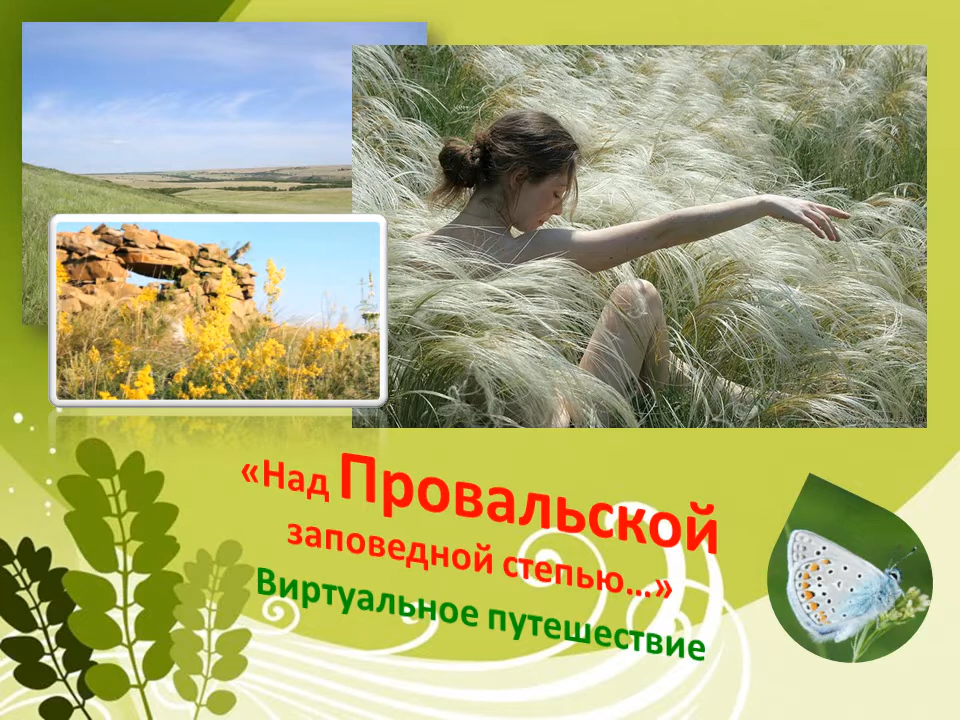 «Над Провальской
заповедной степью...»
Виртуальное путешествие